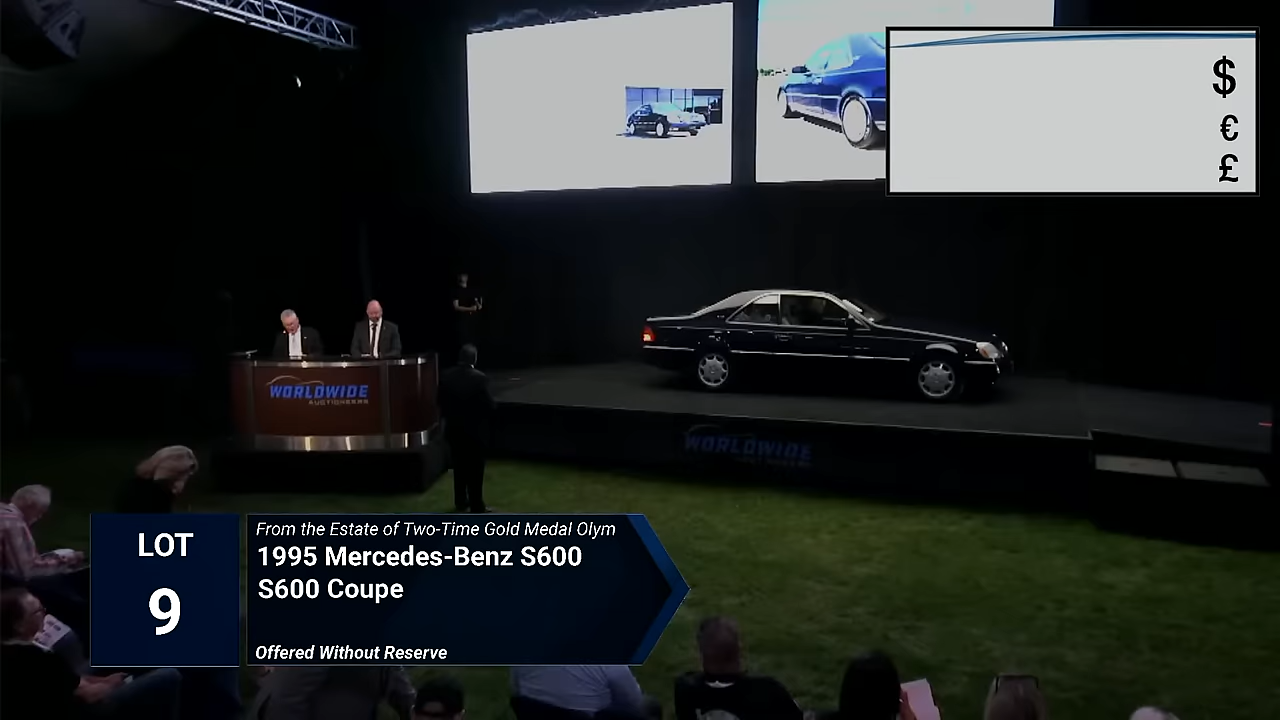 $
€
£
WORLDWIDE
AUCTIONEERS
WORLDWIDE
LOT
9
From the Estate of Two-Time Gold Medal Olym
1995 Mercedes-Benz S600
S600 Coupe
Offered Without Reserve